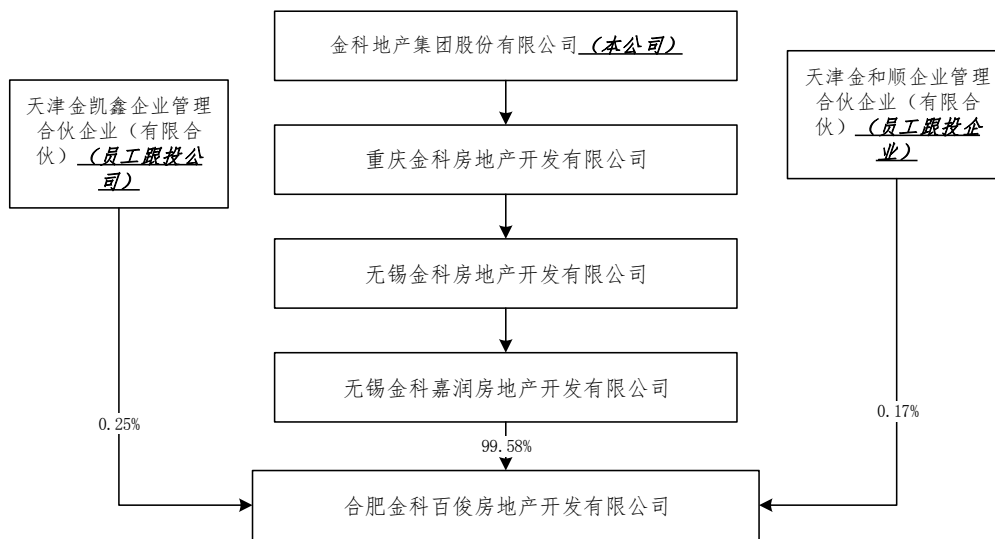 金科地产集团股份有限公司（本公司）
天津金凯鑫企业管理
合伙企业（有限合
伙）（员工跟投公
司）
天津金和顺企业管理
合伙企业（有限合
伙）（员工跟投企
业）
重庆金科房地产开发有限公司
无锡金科房地产开发有限公司
无锡金科嘉润房地产开发有限公司
0.25%
99.58%
0.17%
合肥金科百俊房地产开发有限公司